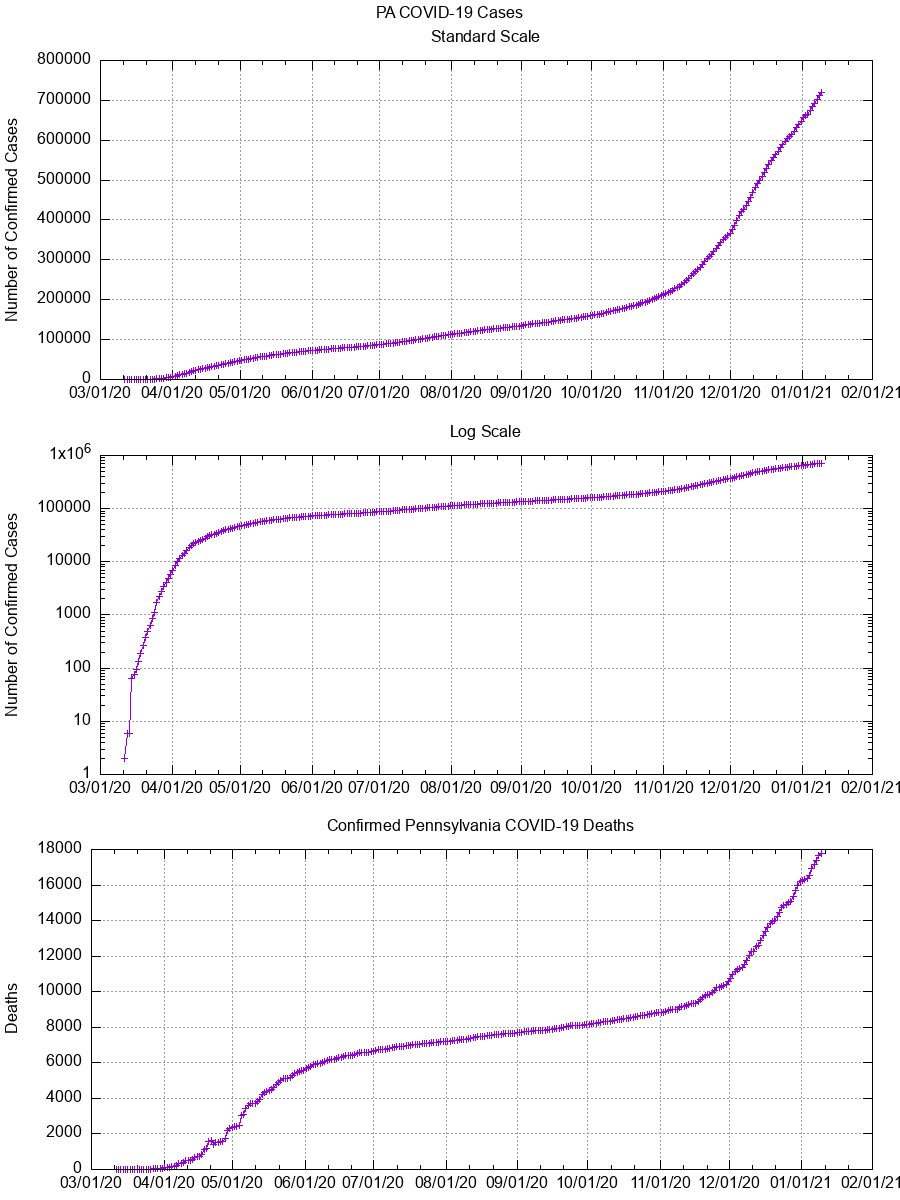 PA COVID-19 Cases
Standard Scale
Number of Confirmed Cases
800000
700000
600000
500000
400000
300000
200000
100000
0
03/01/20 04/01/20 05/01/20 06/01/20 07/01/20 08/01/20 09/01/20 10/01/20 11/01/20 12/01/20 01/01/21 02/01/21
Log Scale
Number of Confirmed Cases
1x10⁶
100000
10000
1000
100
10
1
03/01/20 04/01/20 05/01/20 06/01/20 07/01/20 08/01/20 09/01/20 10/01/20 11/01/20 12/01/20 01/01/21 02/01/21
Confirmed Pennsylvania COVID-19 Deaths
Deaths
18000
16000
14000
12000
10000
8000
6000
4000
2000
0
03/01/20 04/01/20 05/01/20 06/01/20 07/01/20 08/01/20 09/01/20 10/01/20 11/01/20 12/01/20 01/01/21 02/01/21